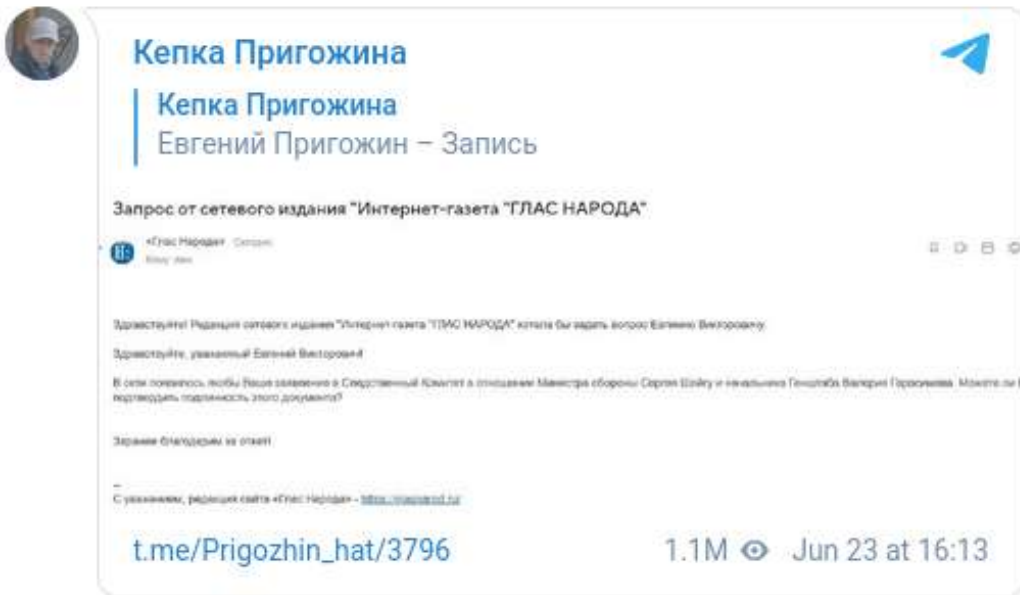 Кепка Пригожина
Кепка Пригожина
Евгений Пригожин – Запись
Запрос от сетевого издания "Интернет-газета "ГЛАС НАРОДА"
«Глас Народа» Сегодня
Кому: вам
Здравствуйте! Редакция сетевого издания "Интернет-газета "ГЛАС НАРОДА" хотела бы задать вопрос Евгению Викторовичу.
Здравствуйте, уважаемый Евгений Викторович!
В сети появилось якобы Ваше заявление в Следственный Комитет в отношении Министра обороны Сергея Шойгу и начальника Генштаба Валерия Герасимова. Можете ли
подтвердить подлинность этого документа?
Заранее благодарим за ответ!
--
С уважением, редакция сайта «Глас Народа» -
t.me/Prigozhin_hat/3796 1.1M Jun 23 at 16:13